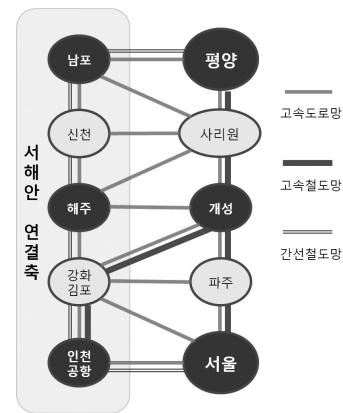 남포
평양
신천
사리원
해주
개성
강화
김포
파주
인천
공항
서울
서해안 연결축
고속도로망
고속철도망
간선철도망